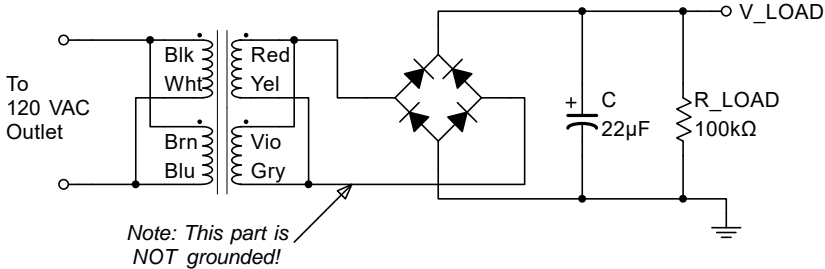 V_LOAD
Blk
Wht
Red
Yel
To
120 VAC
Outlet
Brn
Blu
Vio
Gry
+
C
22µF
R_LOAD
100kΩ
Note: This part is
NOT grounded!